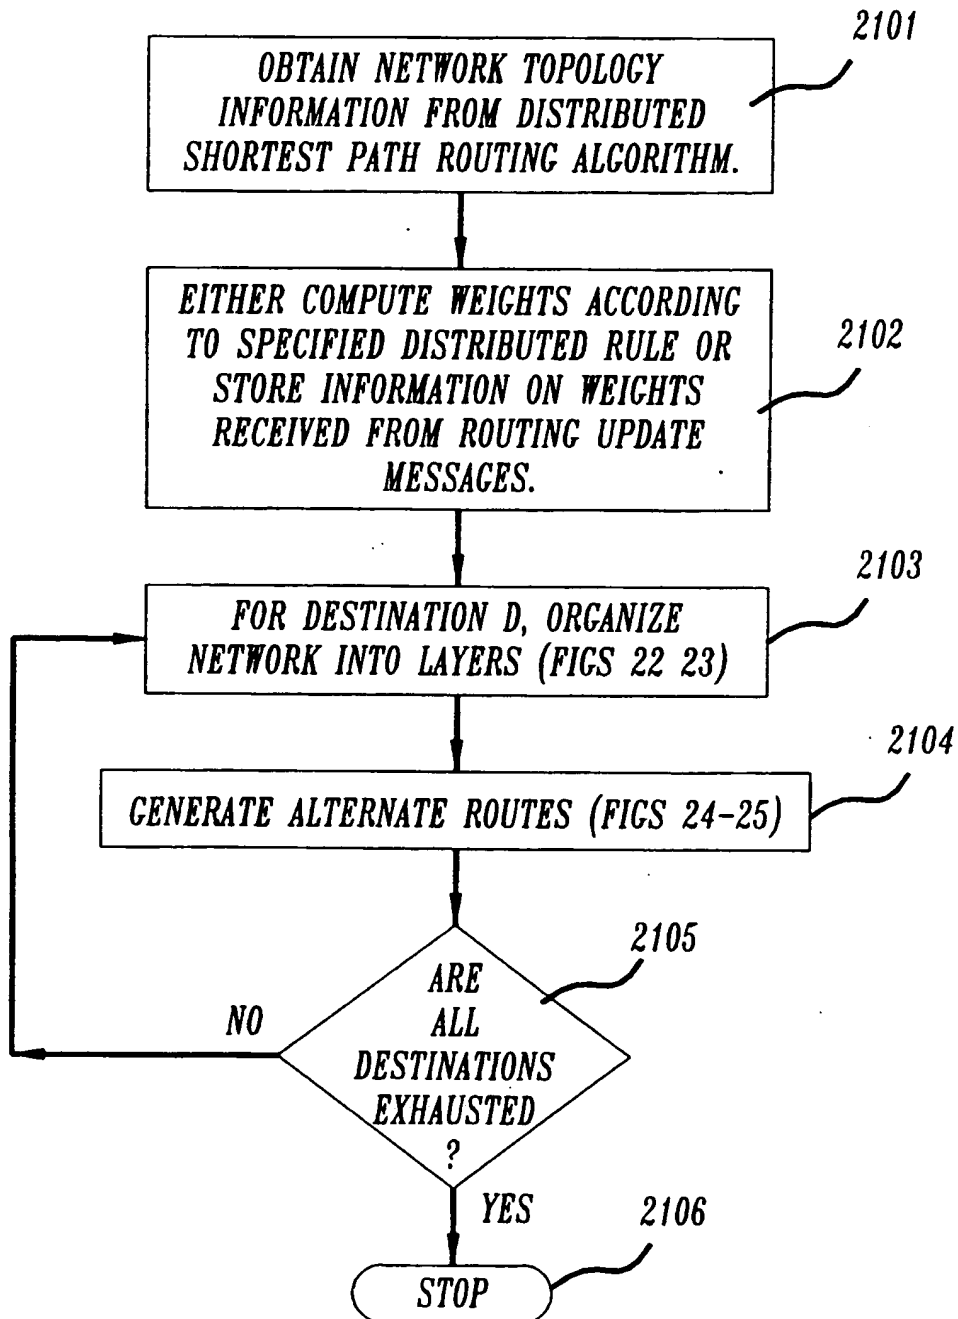 2101
OBTAIN NETWORK TOPOLOGY
INFORMATION FROM DISTRIBUTED
SHORTEST PATH ROUTING ALGORITHM.
EITHER COMPUTE WEIGHTS ACCORDING
TO SPECIFIED DISTRIBUTED RULE OR
STORE INFORMATION ON WEIGHTS
RECEIVED FROM ROUTING UPDATE
MESSAGES.
2102
2103
FOR DESTINATION D, ORGANIZE
NETWORK INTO LAYERS (FIGS 22 23)
2104
GENERATE ALTERNATE ROUTES (FIGS 24-25)
2105
ARE
ALL
DESTINATIONS
EXHAUSTED
?
NO
YES
2106
STOP